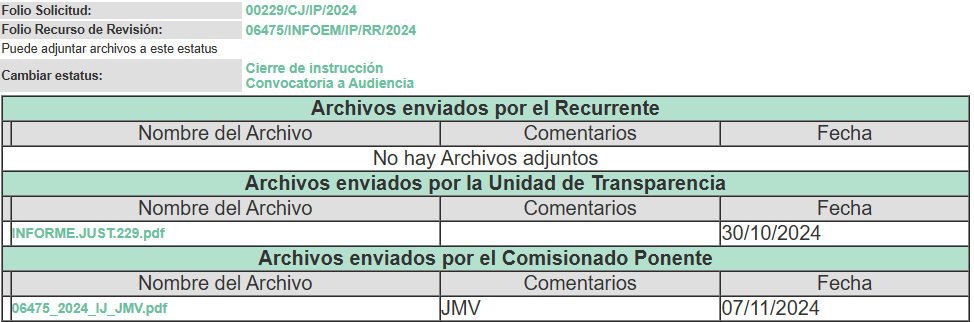 Folio Solicitud: 00229/CJ/IP/2024
Folio Recurso de Revisión: 06475/INFOEM/IP/RR/2024
Puede adjuntar archivos a este estatus
Cambiar estatus: Cierre de instrucción
Convocatoria a Audiencia
Archivos enviados por el Recurrente
Nombre del Archivo Comentarios Fecha
No hay Archivos adjuntos
Archivos enviados por la Unidad de Transparencia
Nombre del Archivo Comentarios Fecha
INFORME.JUST.229.pdf 30/10/2024
Archivos enviados por el Comisionado Ponente
Nombre del Archivo Comentarios Fecha
06475_2024_IJ_JMV.pdf JMV 07/11/2024